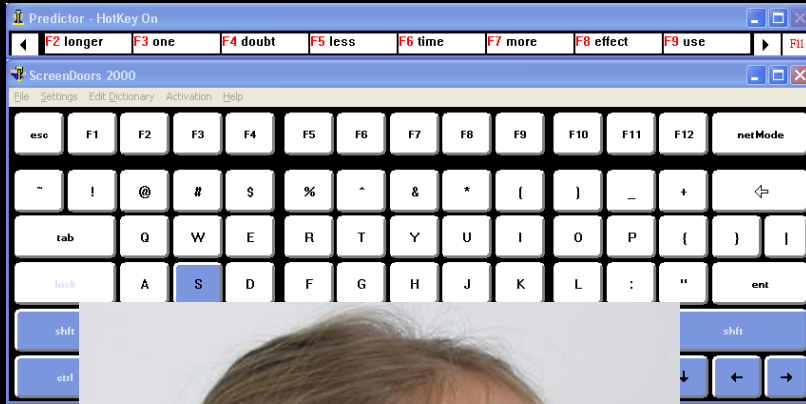 Predictor - HotKey On
F2 longer F3 one F4 doubt F5 less F6 time F7 more F8 effect F9 use F11
ScreenDoors 2000
File Settings Edit Dictionary Activation Help
esc F1 F2 F3 F4 F5 F6 F7 F8 F9 F10 F11 F12 netMode
~ ! @ # $ % ^ & * ( ) _ +
tab Q W E R T Y U I O P { } |
lock A S D F G H J K L : " ent
shft shft
ctrl